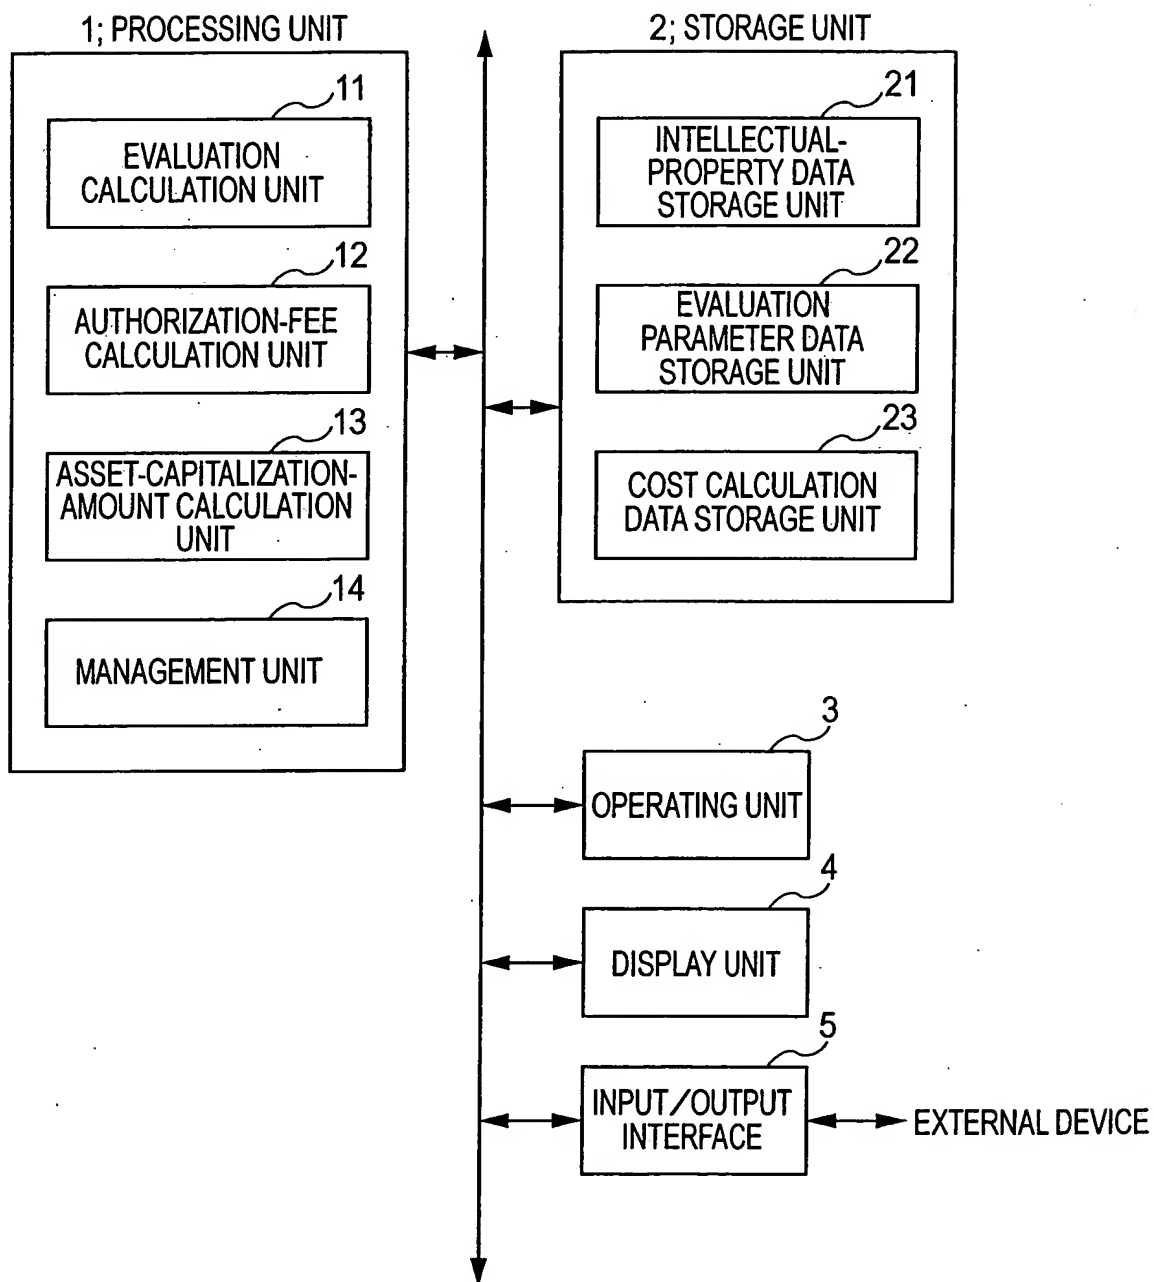 1; PROCESSING UNIT
11
EVALUATION
CALCULATION UNIT
12
AUTHORIZATION-FEE
CALCULATION UNIT
13
ASSET-CAPITALIZATION-
AMOUNT CALCULATION
UNIT
14
MANAGEMENT UNIT
2; STORAGE UNIT
21
INTELLECTUAL-
PROPERTY DATA
STORAGE UNIT
22
EVALUATION
PARAMETER DATA
STORAGE UNIT
23
COST CALCULATION
DATA STORAGE UNIT
3
OPERATING UNIT
4
DISPLAY UNIT
5
INPUT/OUTPUT
INTERFACE
EXTERNAL DEVICE